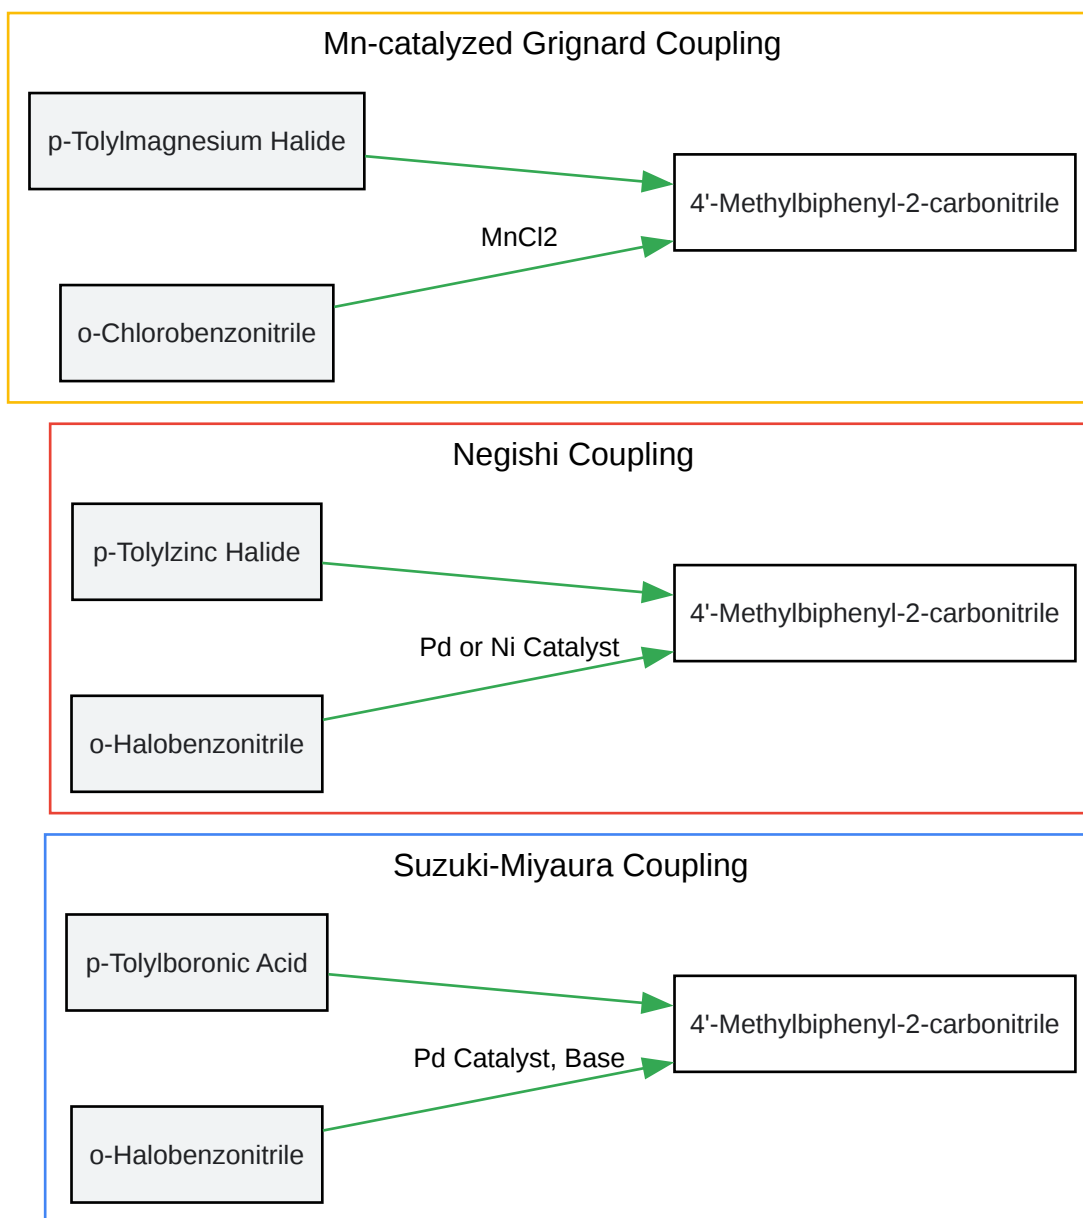 Mn-catalyzed Grignard Coupling
p-Tolylmagnesium Halide
4'-Methylbiphenyl-2-carbonitrile
MnCl2
o-Chlorobenzonitrile
Negishi Coupling
p-Tolylzinc Halide
4'-Methylbiphenyl-2-carbonitrile
Pd or Ni Catalyst
o-Halobenzonitrile
Suzuki-Miyaura Coupling
p-Tolylboronic Acid
4'-Methylbiphenyl-2-carbonitrile
Pd Catalyst, Base
o-Halobenzonitrile